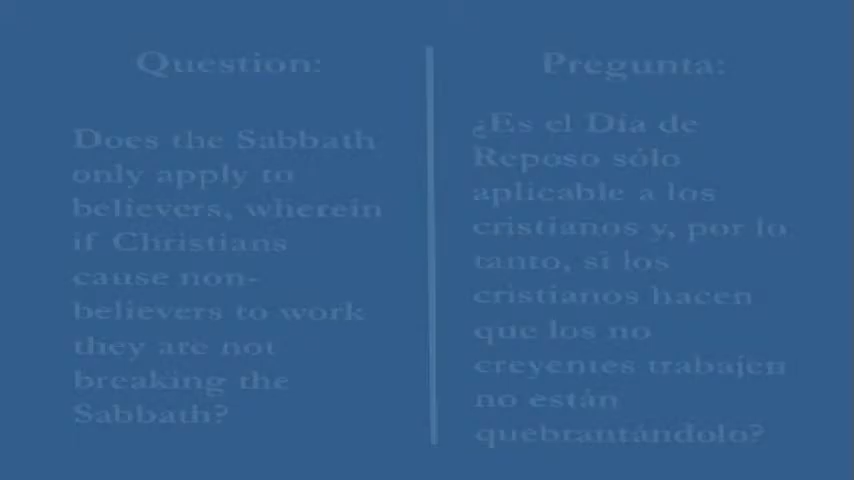 Question:
Does the Sabbath
only apply to
believers, wherein
if Christians
cause non-
believers to work
they are not
breaking the
Sabbath?
Pregunta:
¿Es el Día de
Reposo sólo
aplicable a los
cristianos y, por lo
tanto, si los
cristianos hacen
que los no
creyentes trabajen
no están
quebrantándolo?